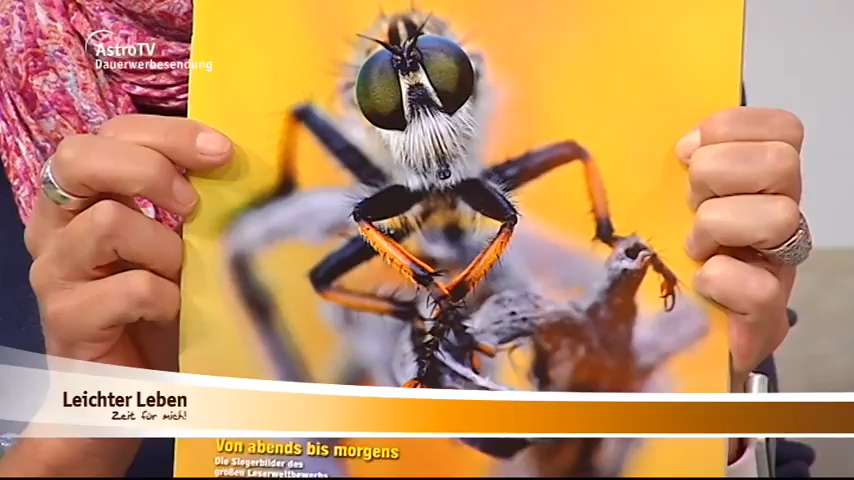 AstroTV
Dauerwerbesendung
Leichter Leben
Zeit für mich!
Von abends bis morgens
Die Siegerbilder des
großen Leserwettbewerbs